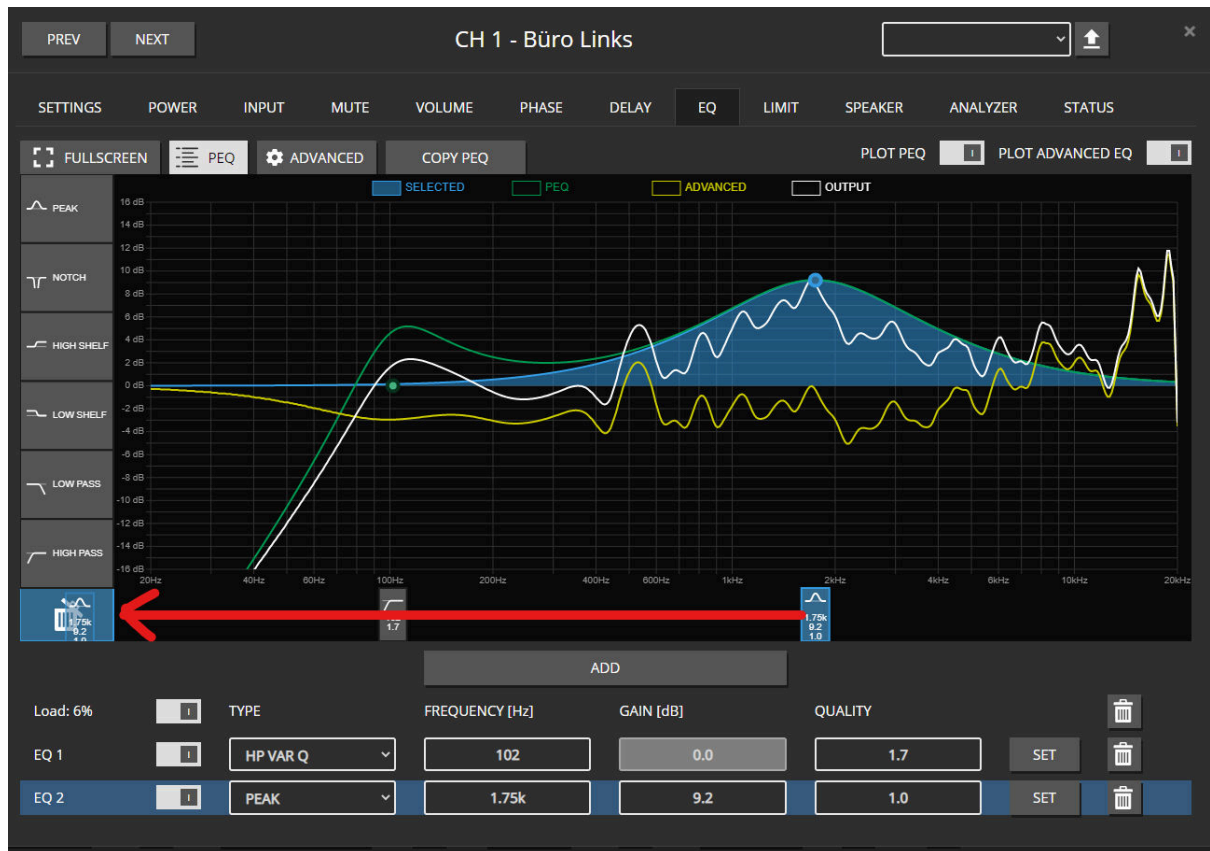 PREV NEXT CH 1 - Büro Links
SETTINGS POWER INPUT MUTE VOLUME PHASE DELAY EQ LIMIT SPEAKER ANALYZER STATUS
FULLSCREEN PEQ ADVANCED COPY PEQ PLOT PEQ I PLOT ADVANCED EQ I
SELECTED PEQ ADVANCED OUTPUT
PEAK
NOTCH
HIGH SHELF
LOW SHELF
LOW PASS
HIGH PASS
16 dB
14 dB
12 dB
10 dB
8 dB
6 dB
4 dB
2 dB
0 dB
-2 dB
-4 dB
-6 dB
-8 dB
-10 dB
-12 dB
-14 dB
-16 dB
20Hz 40Hz 60Hz 100Hz 200Hz 400Hz 600Hz 1kHz 2kHz 4kHz 6kHz 10kHz 20kHz
1.75k
9.2
1.0
1.7
1.75k
9.2
1.0
ADD
Load: 6% I TYPE FREQUENCY [Hz] GAIN [dB] QUALITY
EQ 1 I HP VAR Q 102 0.0 1.7 SET
EQ 2 I PEAK 1.75k 9.2 1.0 SET